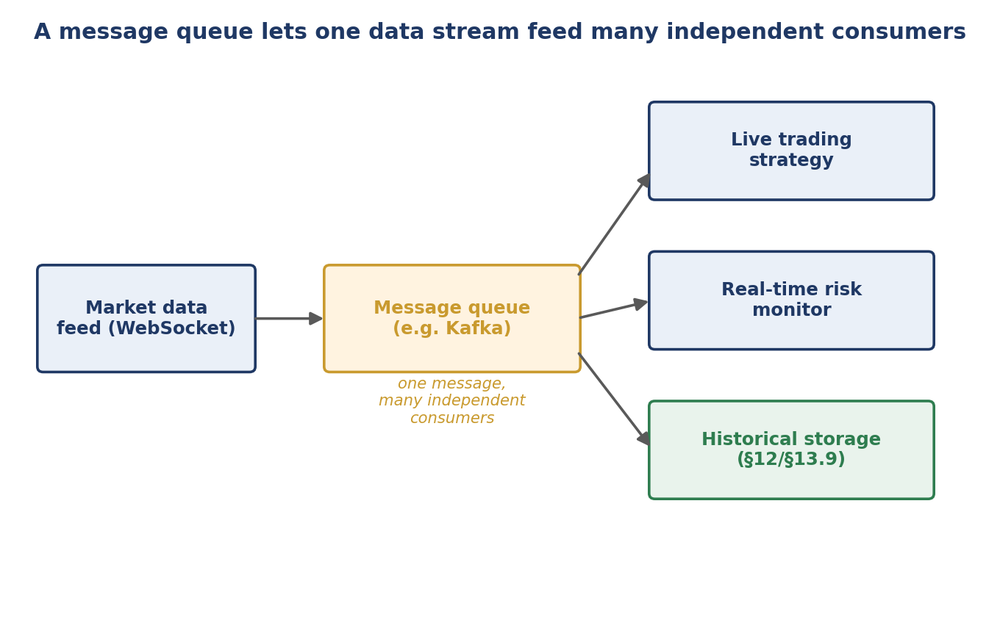 A message queue lets one data stream feed many independent consumers
Market data
feed (WebSocket)
Message queue
(e.g. Kafka)
one message,
many independent
consumers
Live trading
strategy
Real-time risk
monitor
Historical storage
(§12/§13.9)